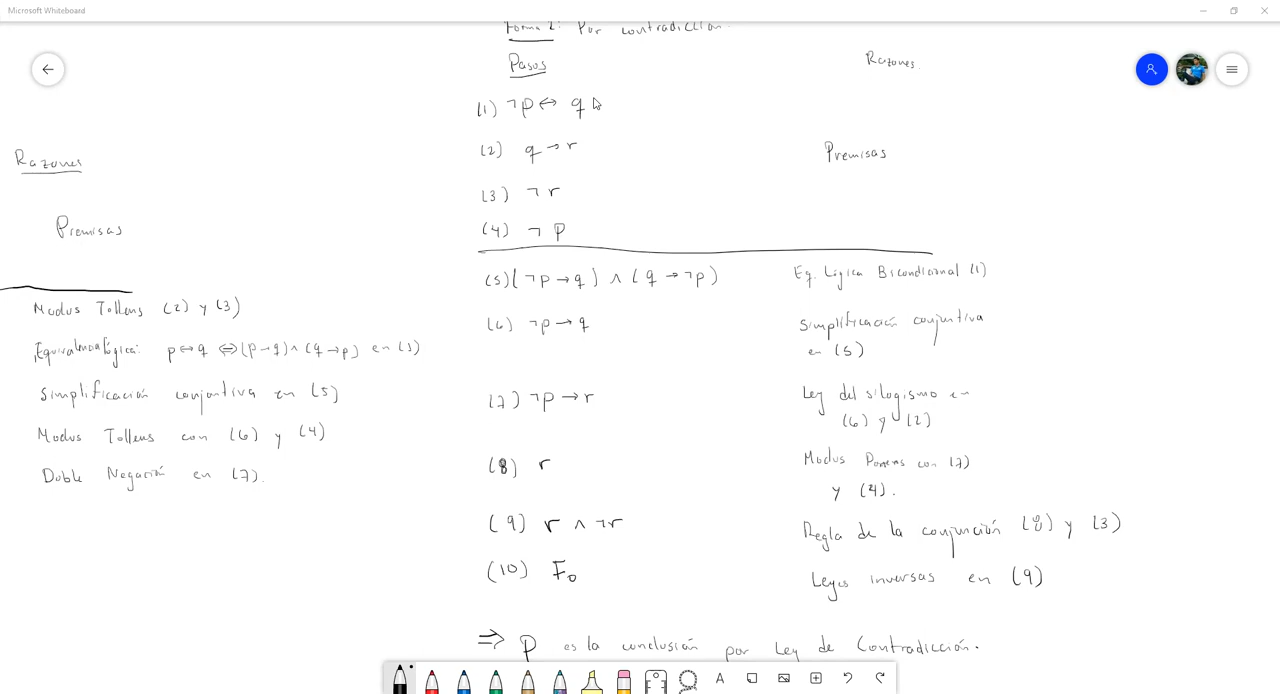 Microsoft Whiteboard
Forma 2: Por contradicción.
Pasos
Razones.
(1) ¬p ↔ q
(2) q → r
Premisas
(3) ¬r
(4) ¬p
(5) (¬p → q) ∧ (q → ¬p)
Eq. Lógica Bicondicional (1)
(6) ¬p → q
Simplificación conjuntiva
en (5)
(7) ¬p → r
Ley del silogismo en
(6) y (2)
(8) r
Modus Ponens con (7)
y (4).
(9) r ∧ ¬r
Regla de la conjunción (8) y (3)
(10) F₀
Leyes inversas en (9)
⇒ P es la conclusión por Ley de Contradicción.
Razones
Premisas
Modus Tollens (2) y (3)
Equivalencia lógica: p ↔ q ⇔ (p → q) ∧ (q → p) en (1)
Simplificación conjuntiva en (5)
Modus Tollens con (6) y (4)
Doble Negación en (7).
A